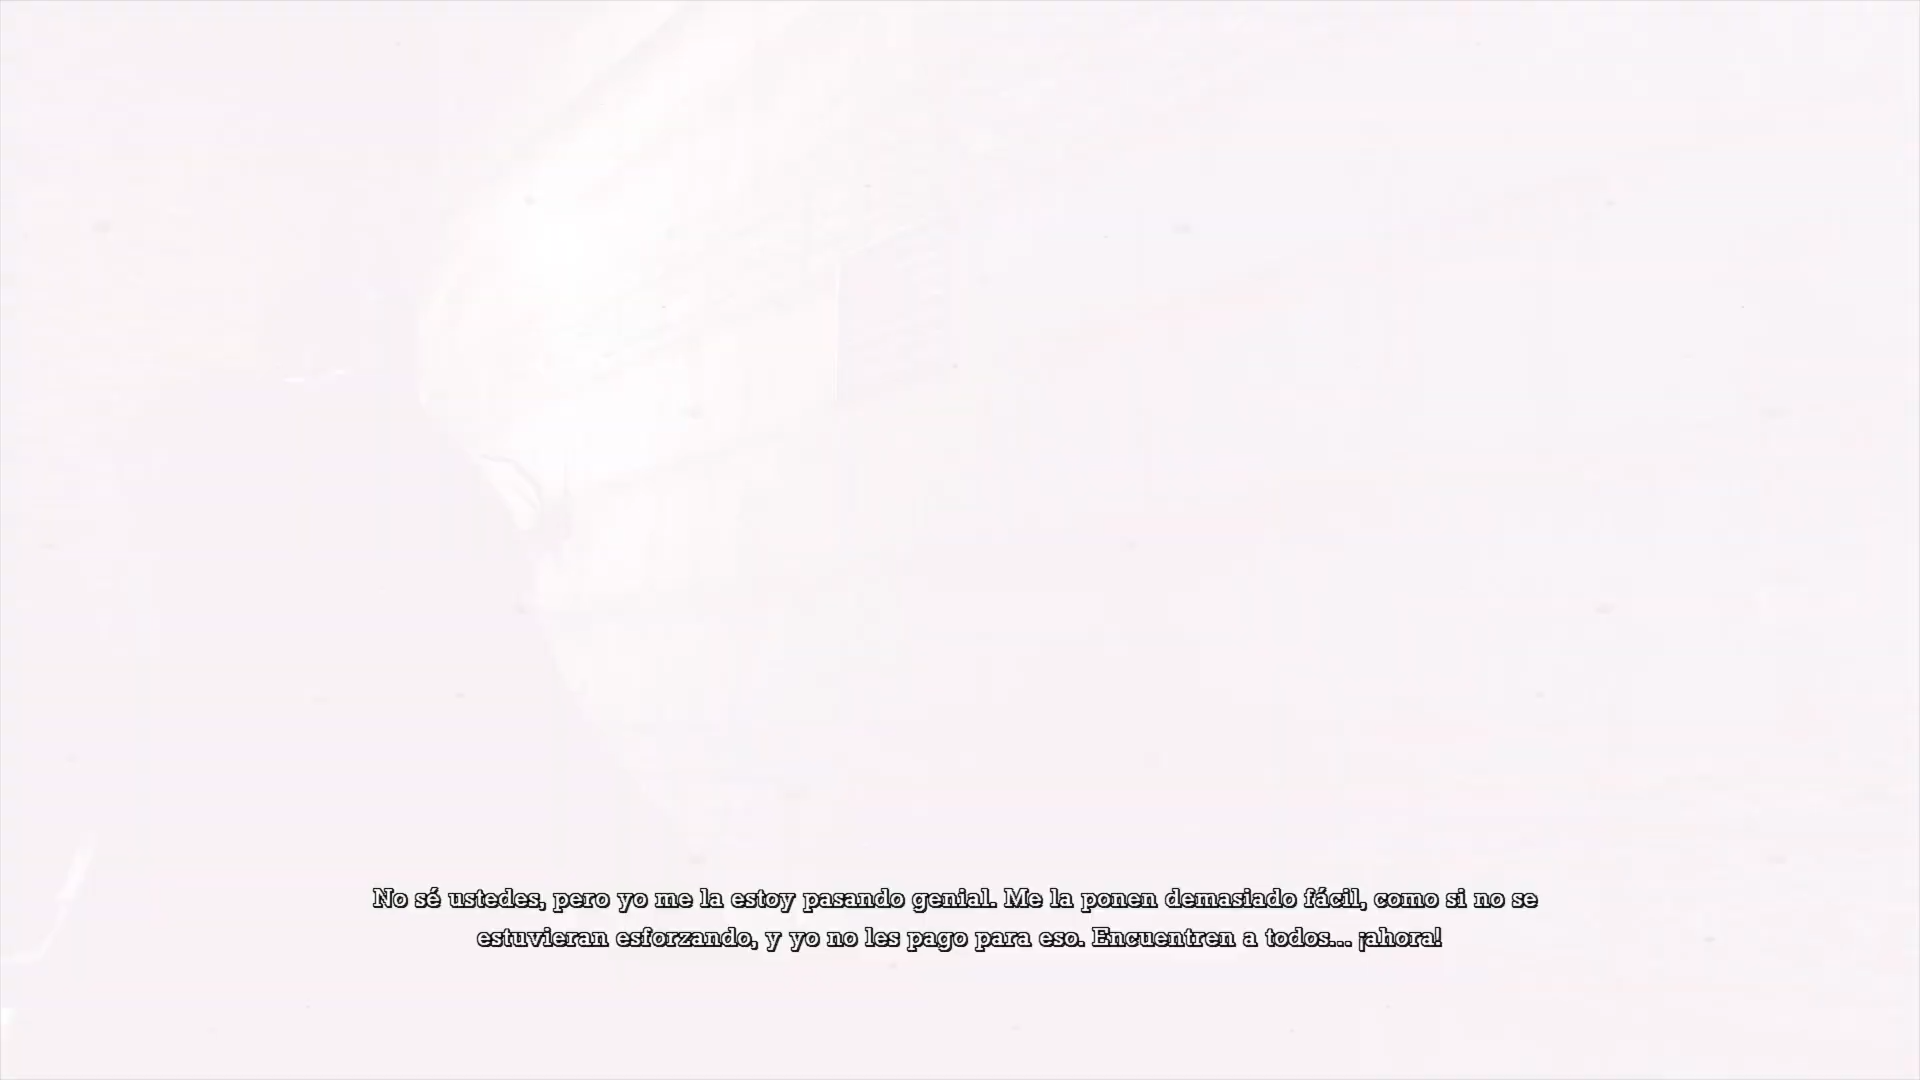 No sé ustedes, pero yo me la estoy pasando genial. Me la ponen demasiado fácil, como si no se
estuvieran esforzando, y yo no les pago para eso. Encuentren a todos... ¡ahora!